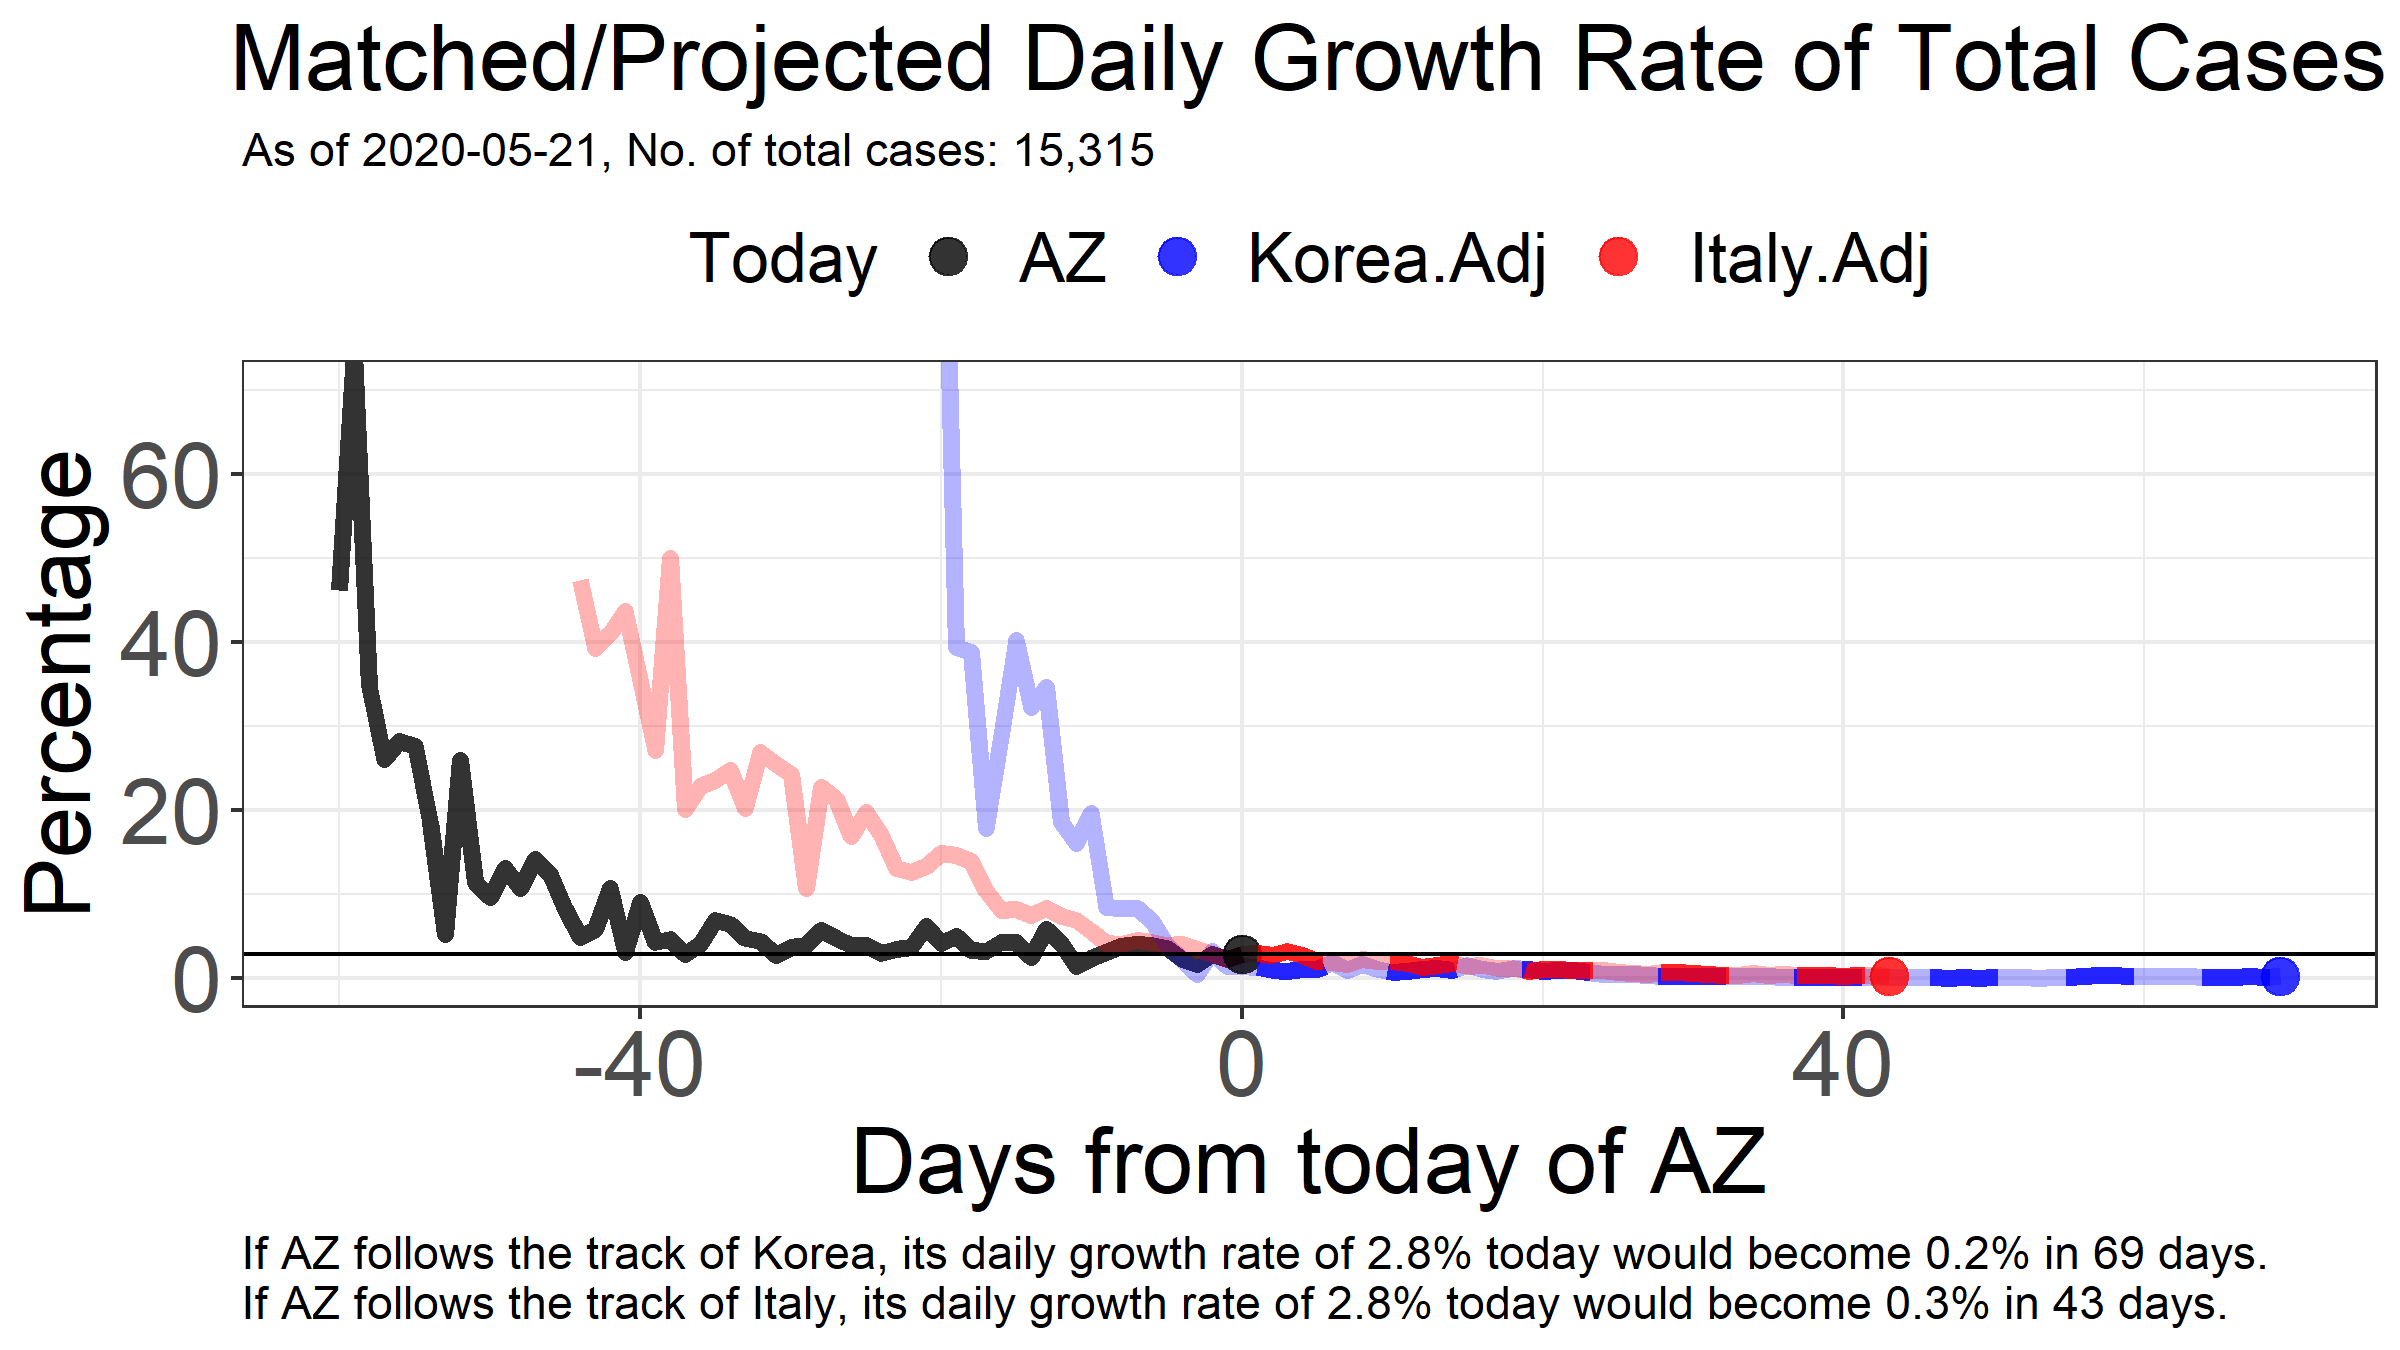 Matched/Projected Daily Growth Rate of Total Cases
As of 2020-05-21, No. of total cases: 15,315
Today AZ Korea.Adj Italy.Adj
Percentage
60
40
20
0
-40 0 40
Days from today of AZ
If AZ follows the track of Korea, its daily growth rate of 2.8% today would become 0.2% in 69 days.
If AZ follows the track of Italy, its daily growth rate of 2.8% today would become 0.3% in 43 days.